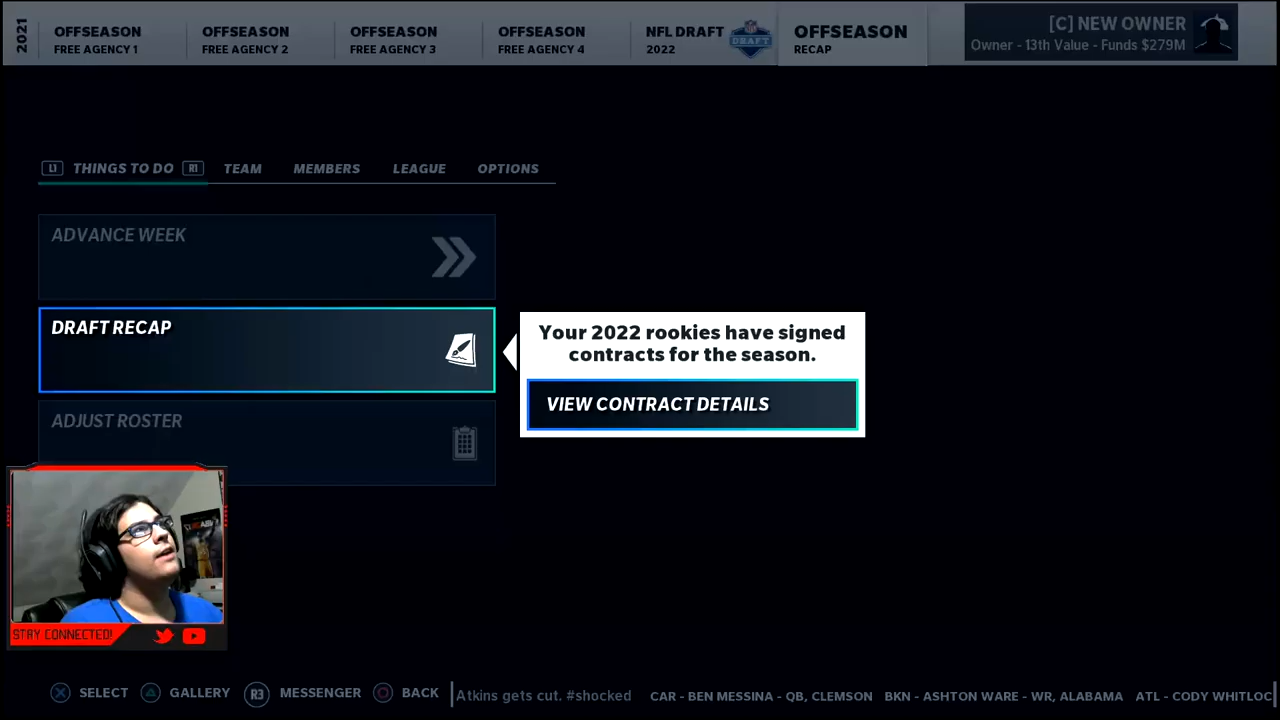 2021
OFFSEASON
FREE AGENCY 1
OFFSEASON
FREE AGENCY 2
OFFSEASON
FREE AGENCY 3
OFFSEASON
FREE AGENCY 4
NFL DRAFT
2022
DRAFT
OFFSEASON
RECAP
[C] NEW OWNER
Owner - 13th Value - Funds $279M
L1 THINGS TO DO R1 TEAM MEMBERS LEAGUE OPTIONS
ADVANCE WEEK
DRAFT RECAP
Your 2022 rookies have signed
contracts for the season.
VIEW CONTRACT DETAILS
ADJUST ROSTER
STAY CONNECTED!
SELECT GALLERY R3 MESSENGER BACK
Atkins gets cut. #shocked CAR - BEN MESSINA - QB, CLEMSON BKN - ASHTON WARE - WR, ALABAMA ATL - CODY WHITLOC